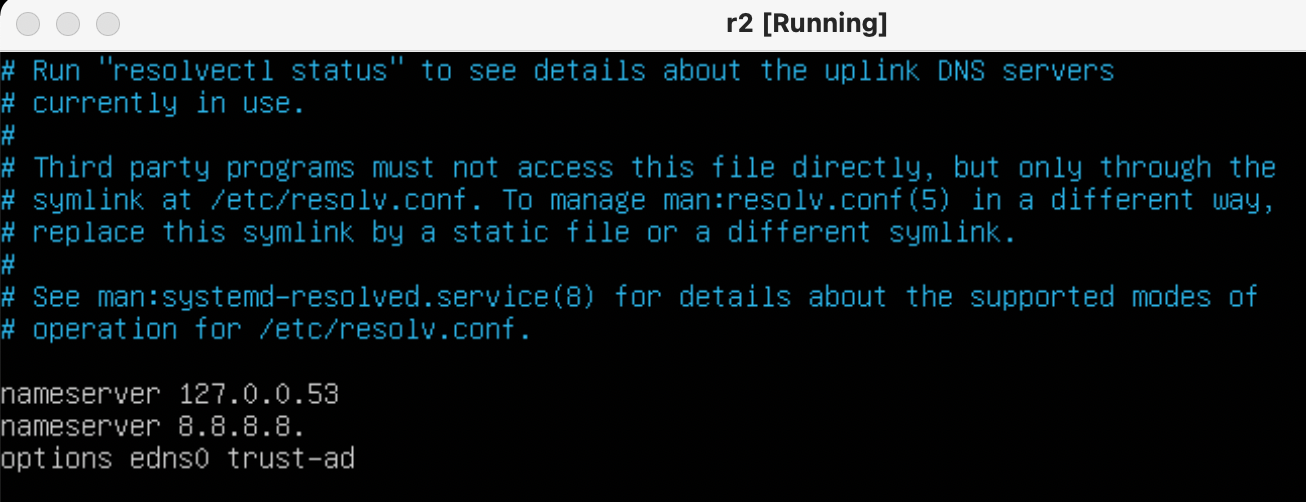 r2 [Running]
# Run "resolvectl status" to see details about the uplink DNS servers
# currently in use.
#
# Third party programs must not access this file directly, but only through the
# symlink at /etc/resolv.conf. To manage man:resolv.conf(5) in a different way,
# replace this symlink by a static file or a different symlink.
#
# See man:systemd-resolved.service(8) for details about the supported modes of
# operation for /etc/resolv.conf.
nameserver 127.0.0.53
nameserver 8.8.8.8.
options edns0 trust-ad